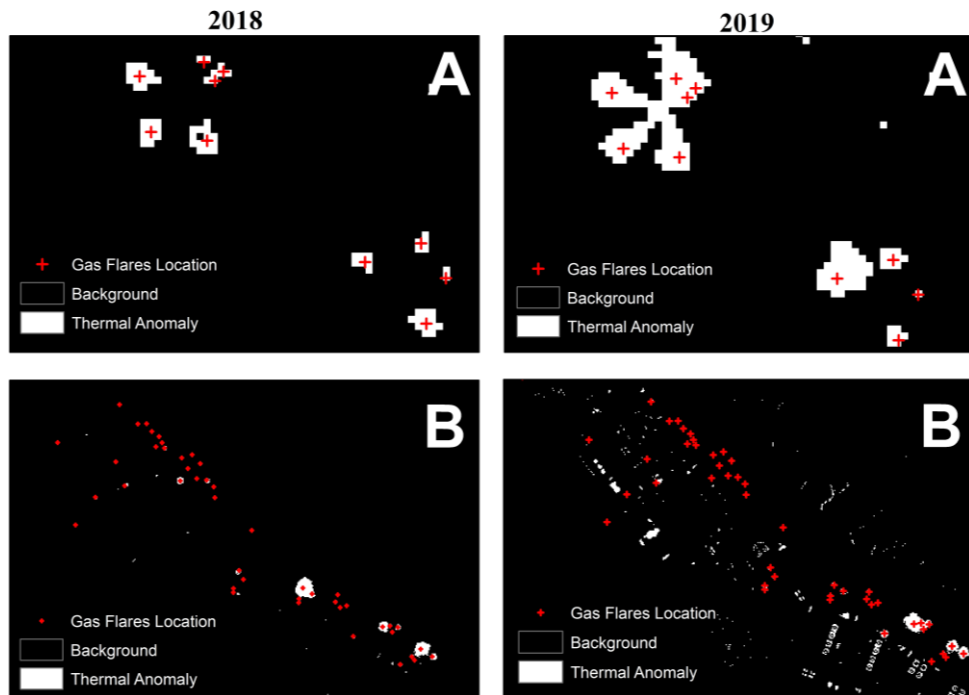 2018
2019
A
Gas Flares Location
Background
Thermal Anomaly
A
Gas Flares Location
Background
Thermal Anomaly
B
Gas Flares Location
Background
Thermal Anomaly
B
Gas Flares Location
Background
Thermal Anomaly